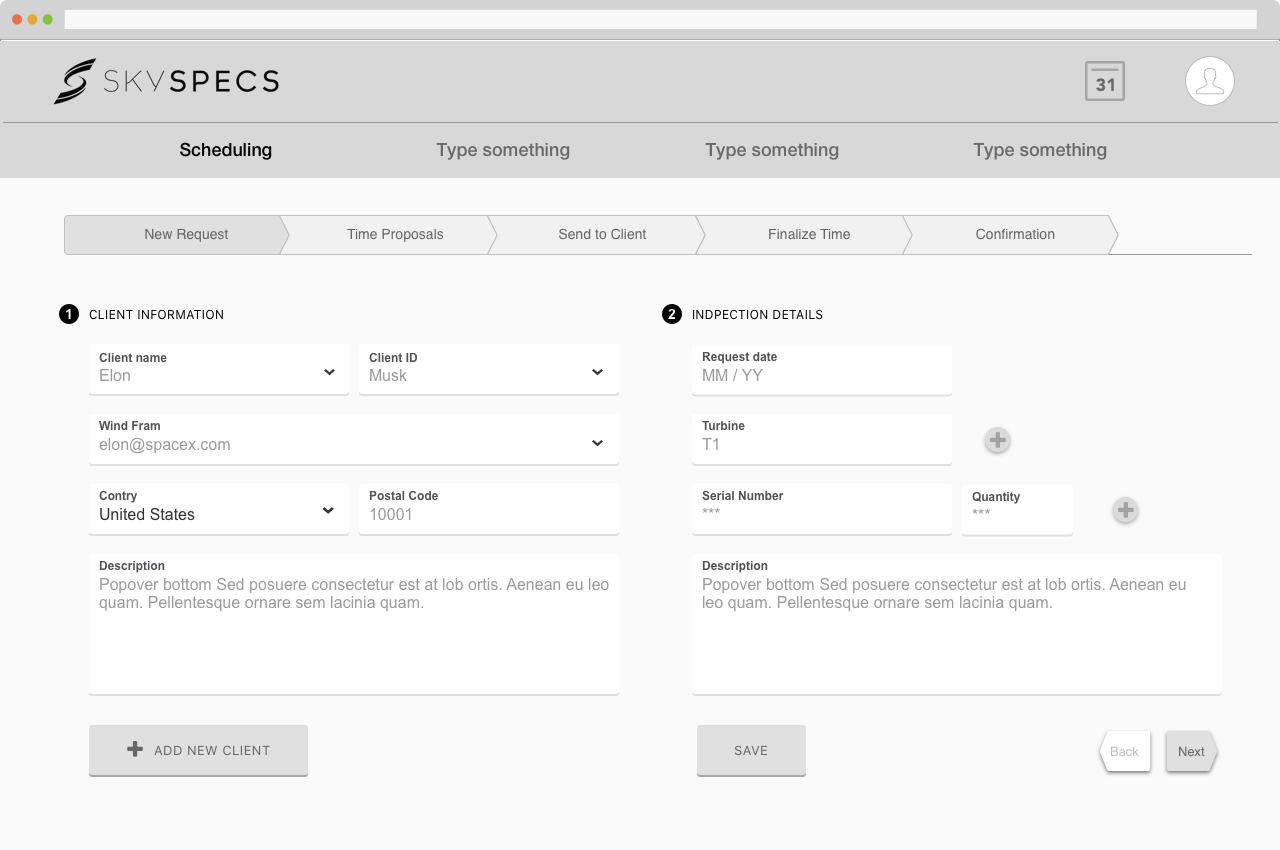 SKYSPECS
31
Scheduling Type something Type something Type something
New Request Time Proposals Send to Client Finalize Time Confirmation
1 CLIENT INFORMATION
Client name Client ID
Elon Musk
Wind Fram
elon@spacex.com
Contry Postal Code
United States 10001
Description
Popover bottom Sed posuere consectetur est at lob ortis. Aenean eu leo
quam. Pellentesque ornare sem lacinia quam.
ADD NEW CLIENT
2 INDPECTION DETAILS
Request date
MM / YY
Turbine
T1
Serial Number Quantity
*** ***
Description
Popover bottom Sed posuere consectetur est at lob ortis. Aenean eu
leo quam. Pellentesque ornare sem lacinia quam.
SAVE Back Next